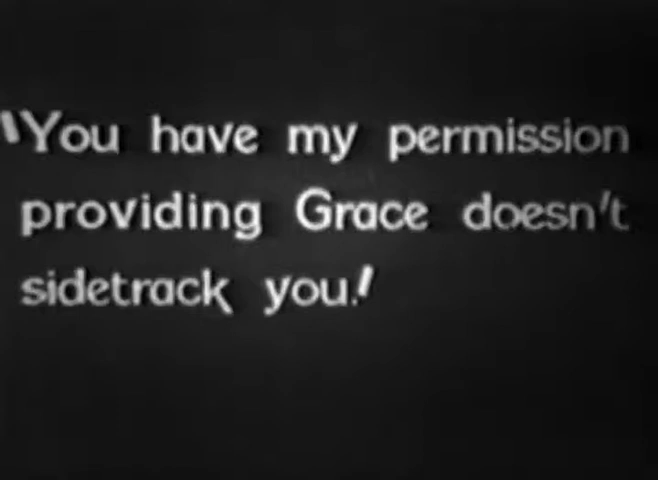 "You have my permission
providing Grace doesn't
sidetrack you."